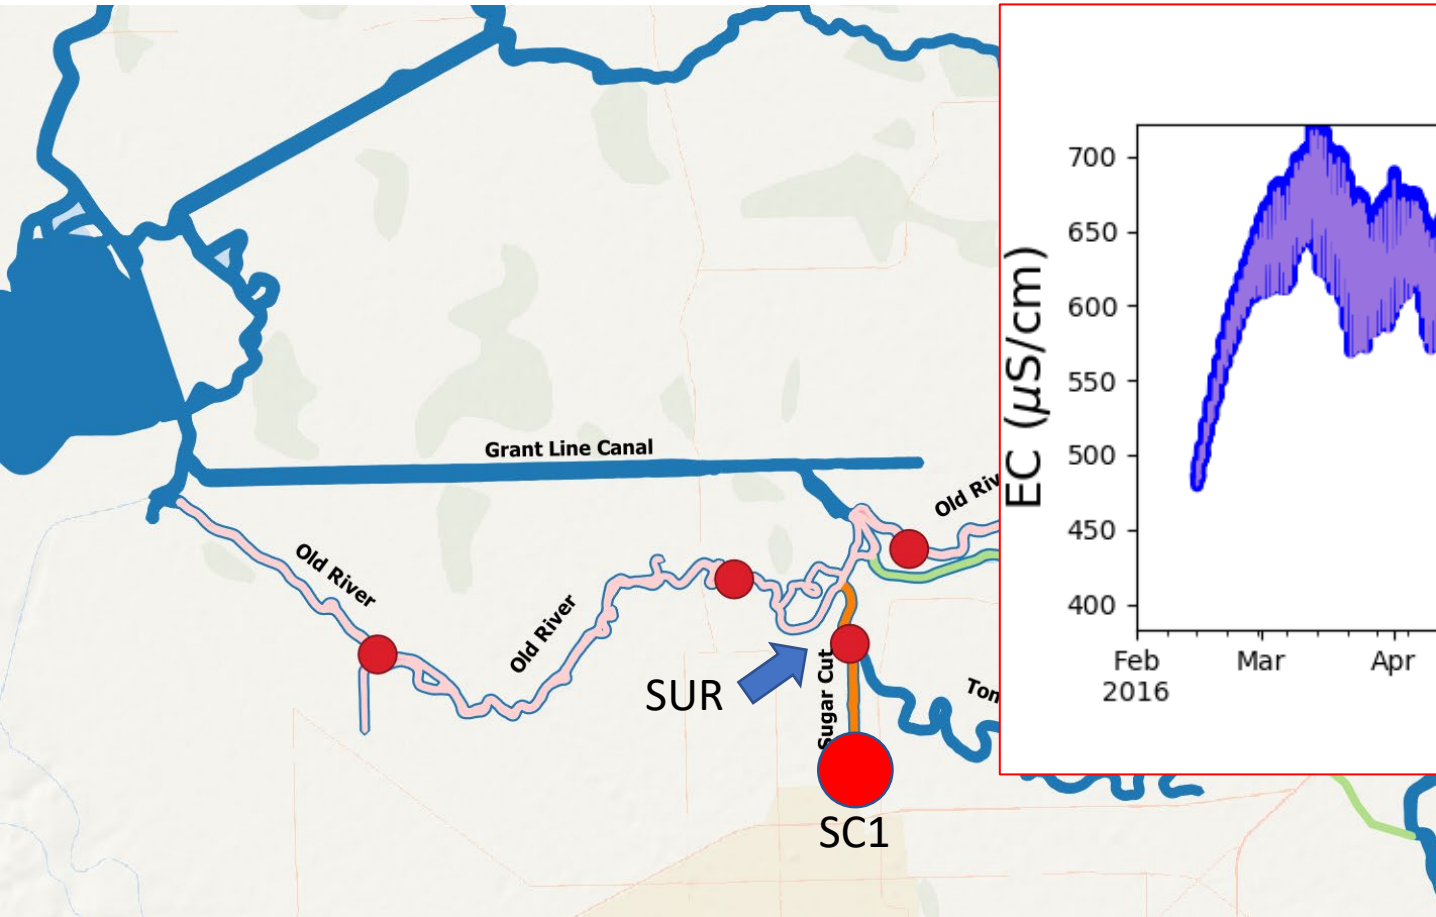 Grant Line Canal
Old River
Old River
Old Riv
SUR
Sugar Cut
Ton
SC1
EC (µS/cm)
700
650
600
550
500
450
400
Feb
2016
Mar
Apr